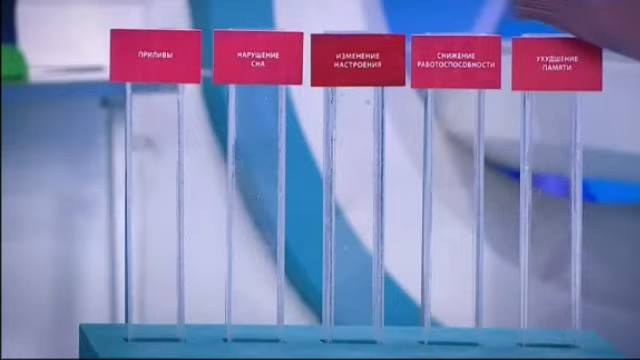 ПРИЛИВЫ
НАРУШЕНИЕ
СНА
ИЗМЕНЕНИЕ
НАСТРОЕНИЯ
СНИЖЕНИЕ
РАБОТОСПОСОБНОСТИ
УХУДШЕНИЕ
ПАМЯТИ